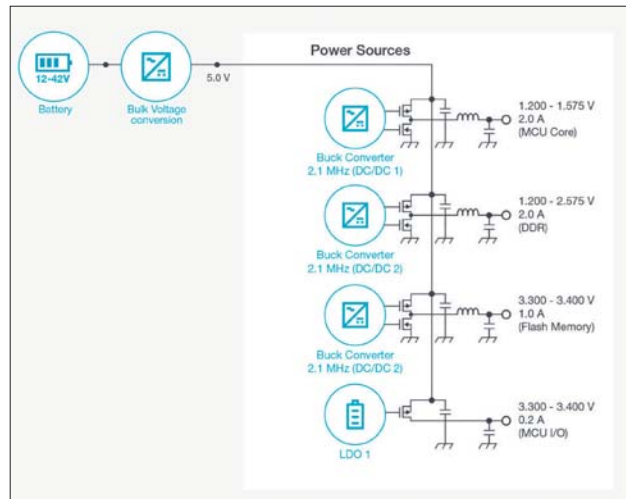 Power Sources
12-42V
Battery
Bulk Voltage
conversion
5.0 V
Buck Converter
2.1 MHz (DC/DC 1)
1.200 - 1.575 V
2.0 A
(MCU Core)
Buck Converter
2.1 MHz (DC/DC 2)
1.200 - 2.575 V
2.0 A
(DDR)
Buck Converter
2.1 MHz (DC/DC 2)
3.300 - 3.400 V
1.0 A
(Flash Memory)
LDO 1
3.300 - 3.400 V
0.2 A
(MCU I/O)